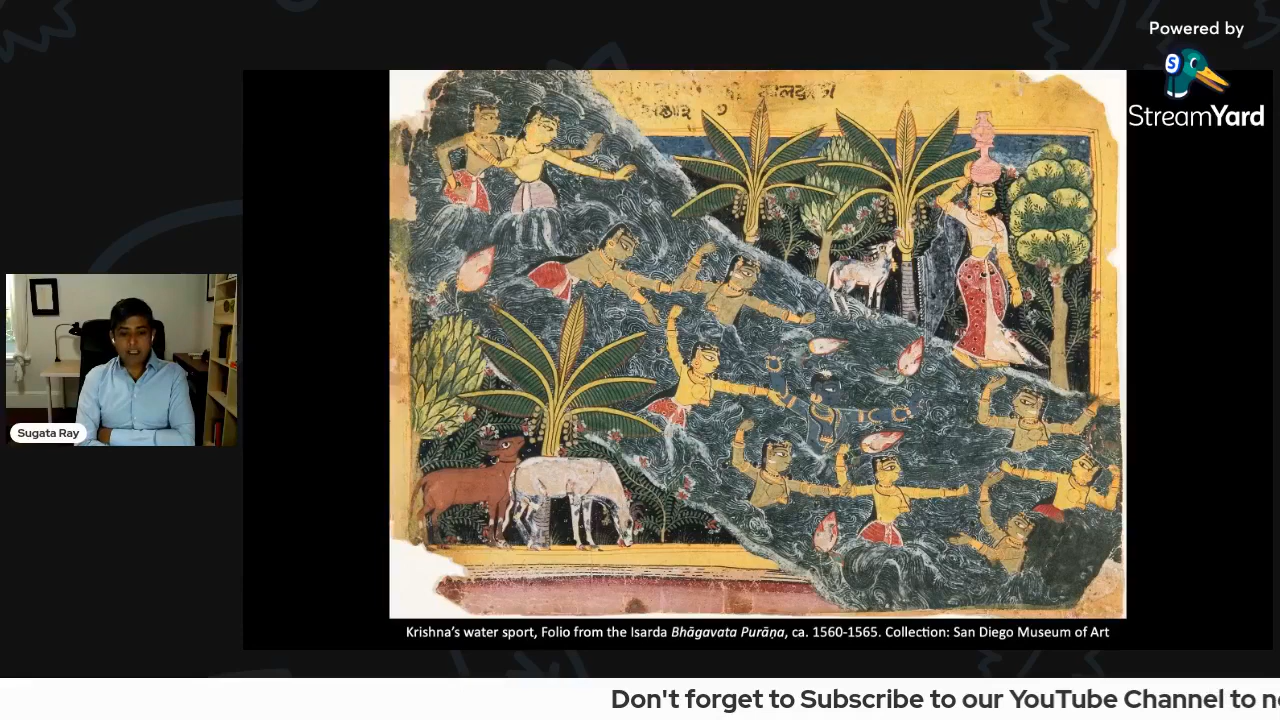 Powered by
StreamYard
Sugata Ray
Krishna's water sport, Folio from the Isarda Bhāgavata Purāṇa, ca. 1560-1565. Collection: San Diego Museum of Art
Don't forget to Subscribe to our YouTube Channel to